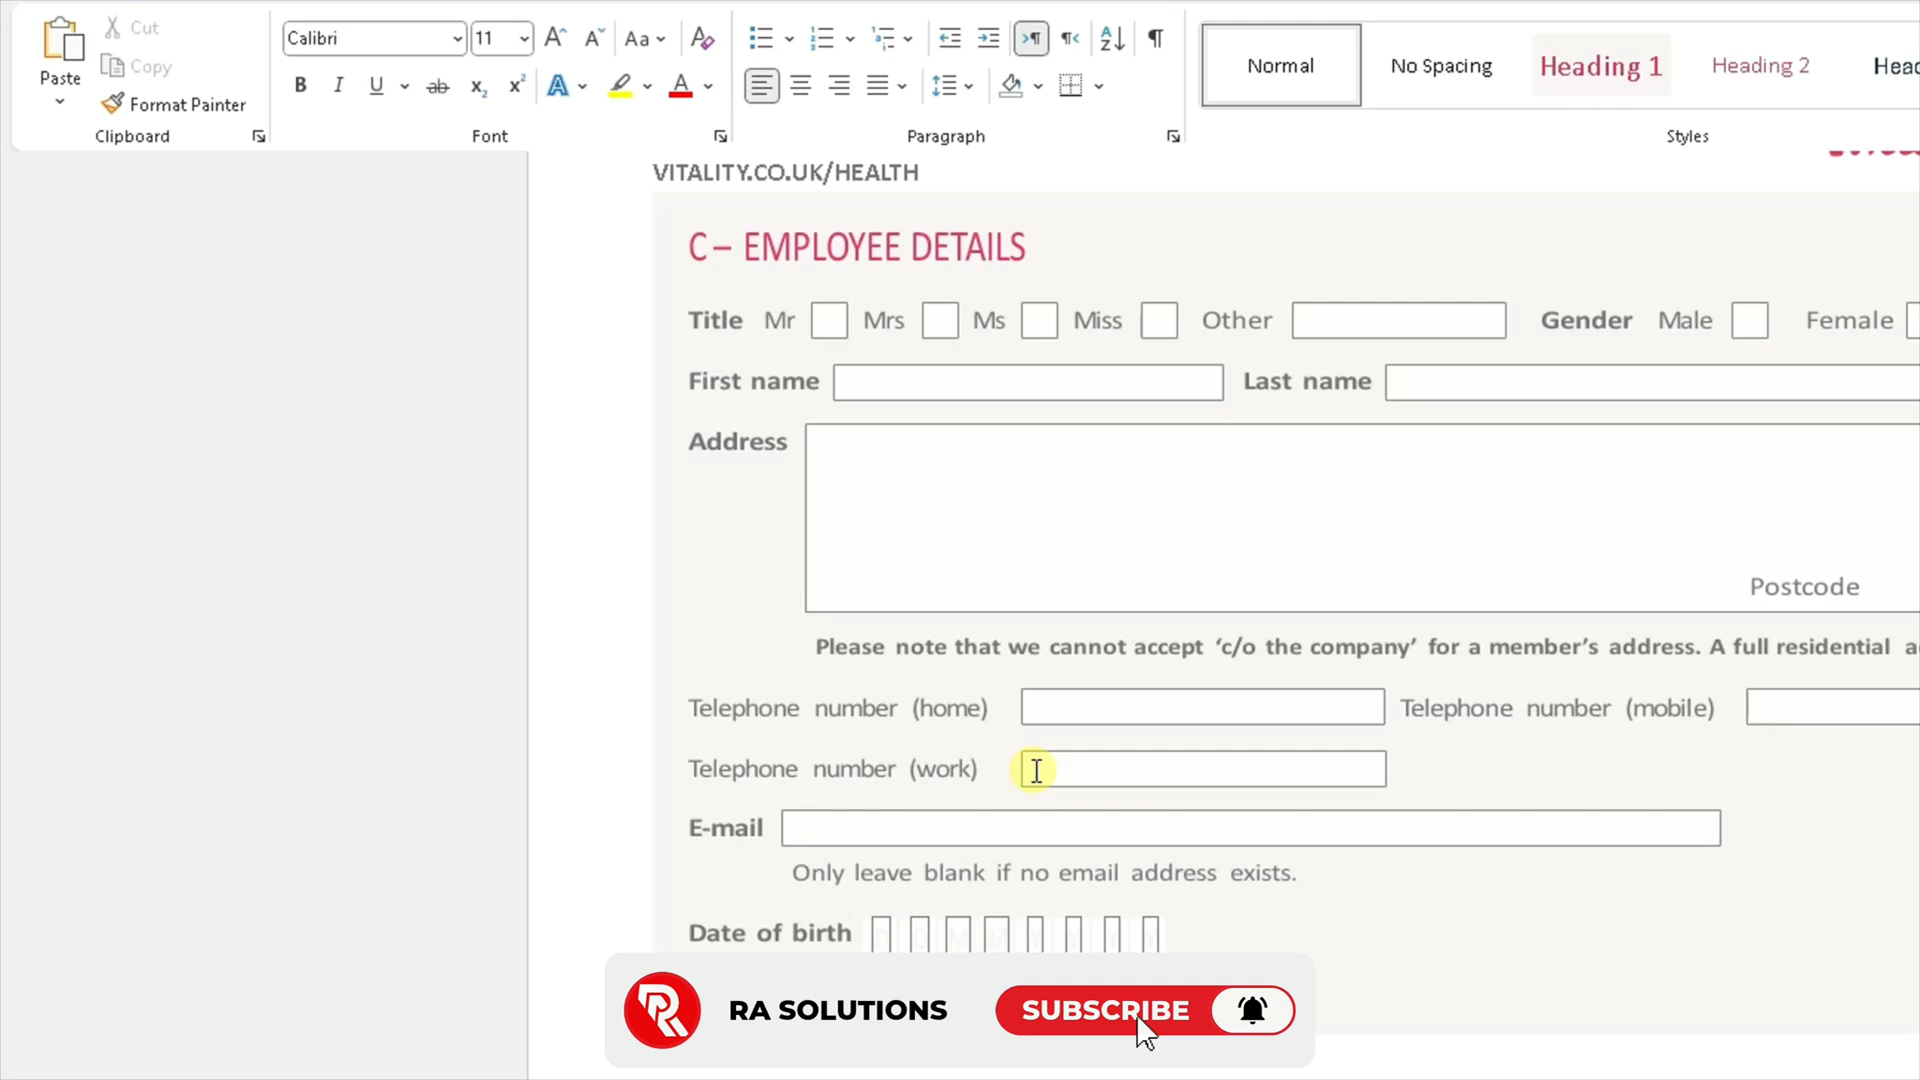 Cut
Calibri
11
Aa
Paste
Copy
B I U ab x₂ x² A A
Format Painter
Clipboard
Font
Paragraph
Normal
No Spacing
Heading 1
Heading 2
Head
Styles
VITALITY.CO.UK/HEALTH
C – EMPLOYEE DETAILS
Title Mr Mrs Ms Miss Other Gender Male Female
First name Last name
Address
Postcode
Please note that we cannot accept ‘c/o the company’ for a member’s address. A full residential a
Telephone number (home) Telephone number (mobile)
Telephone number (work)
E-mail
Only leave blank if no email address exists.
Date of birth D D M M Y Y Y Y
RA SOLUTIONS
SUBSCRIBE